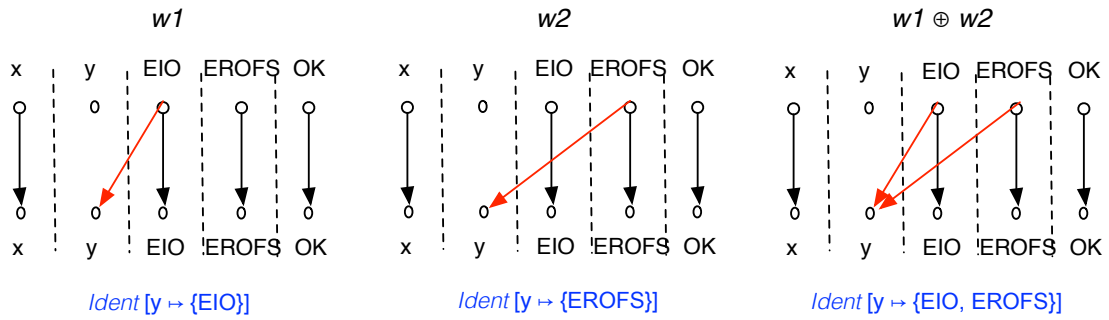 w1
x y EIO EROFS OK
x y EIO EROFS OK
Ident [y ↦ {EIO}]
w2
x y EIO EROFS OK
x y EIO EROFS OK
Ident [y ↦ {EROFS}]
w1 ⊕ w2
x y EIO EROFS OK
x y EIO EROFS OK
Ident [y ↦ {EIO, EROFS}]